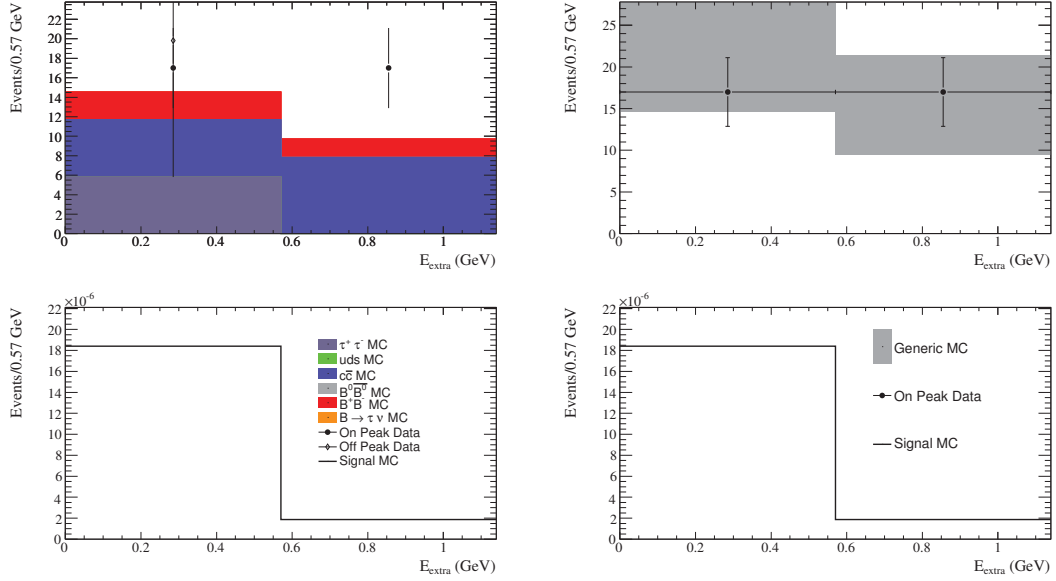 Events/0.57 GeV
22
20
18
16
14
12
10
8
6
4
2
0
0 0.2 0.4 0.6 0.8 1
E_extra (GeV)
Events/0.57 GeV
25
20
15
10
5
0
0 0.2 0.4 0.6 0.8 1
E_extra (GeV)
×10^-6
Events/0.57 GeV
22
20
18
16
14
12
10
8
6
4
2
0 0.2 0.4 0.6 0.8 1
E_extra (GeV)
τ⁺ τ⁻ MC
uds MC
cc̅ MC
B⁰B̅⁰ MC
B⁺B⁻ MC
B → τ ν MC
On Peak Data
Off Peak Data
Signal MC
×10^-6
Events/0.57 GeV
22
20
18
16
14
12
10
8
6
4
2
0 0.2 0.4 0.6 0.8 1
E_extra (GeV)
Generic MC
On Peak Data
Signal MC